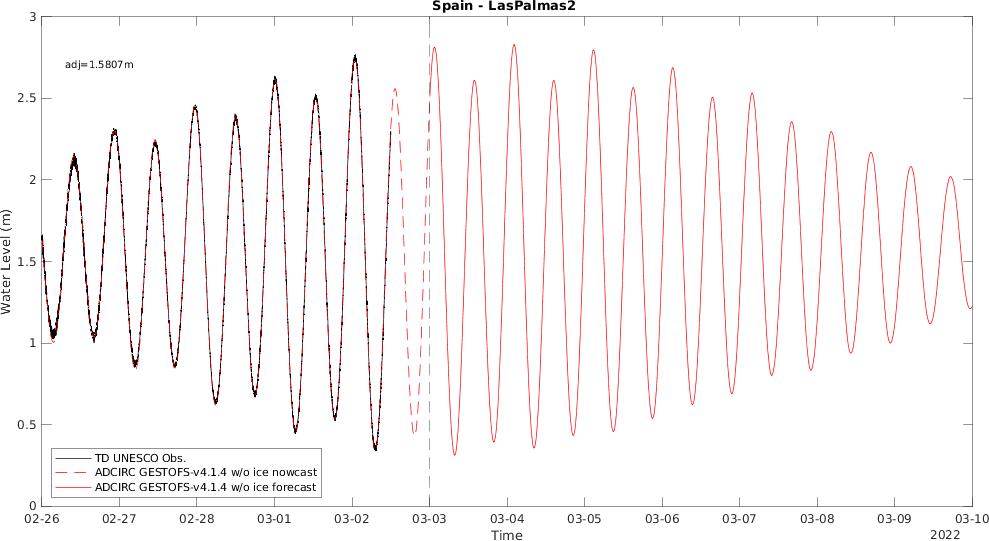 Spain - LasPalmas2
adj=1.5807m
Water Level (m)
3
2.5
2
1.5
1
0.5
0
TD UNESCO Obs.
ADCIRC GESTOFS-v4.1.4 w/o ice nowcast
ADCIRC GESTOFS-v4.1.4 w/o ice forecast
02-26 02-27 02-28 03-01 03-02 03-03 03-04 03-05 03-06 03-07 03-08 03-09 03-10
Time
2022